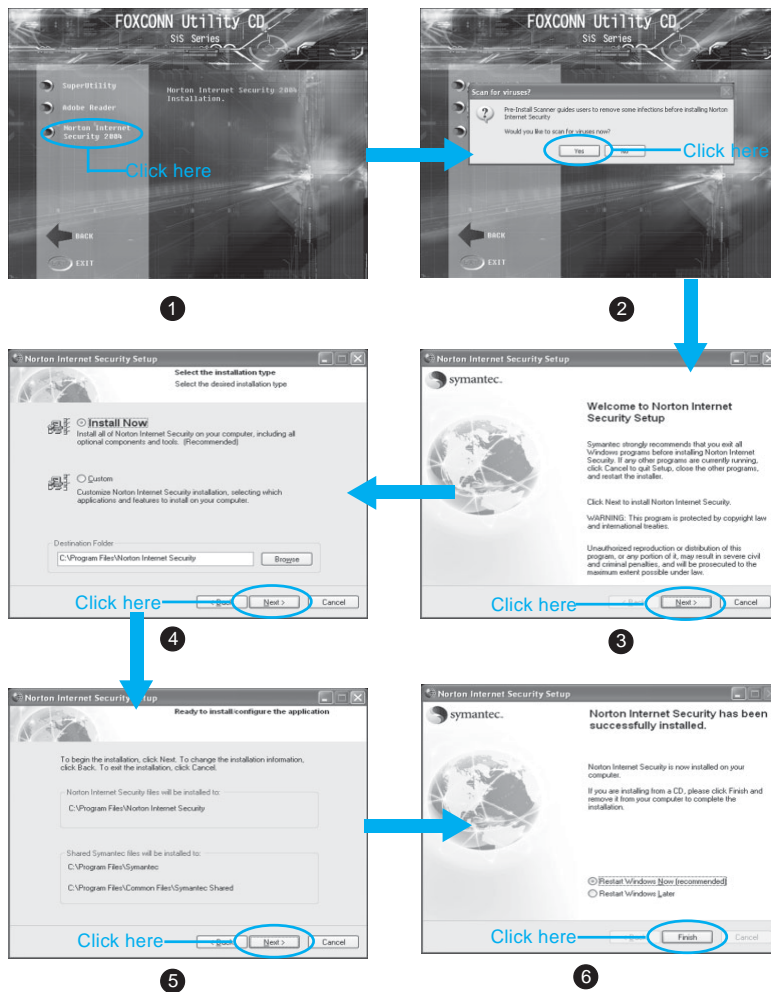 FOXCONN Utility CD
SiS Series
SuperUtility
Adobe Reader
Norton Internet
Security 2004
Norton Internet Security 2004
Installation.
Click here
BACK
EXIT
1
FOXCONN Utility CD
SiS Series
Scan for viruses?
Pre-Install Scanner guides users to remove some infections before installing Norton
Internet Security
Would you like to scan for viruses now?
Yes
Click here
BACK
EXIT
2
Norton Internet Security Setup
symantec.
Welcome to Norton Internet
Security Setup
Symantec strongly recommends that you exit all
Windows programs before installing Norton Internet
Security. If any other programs are currently running,
click Cancel to quit Setup, close the other programs,
and restart the installer.
Click Next to install Norton Internet Security.
WARNING: This program is protected by copyright law
and international treaties.
Unauthorized reproduction or distribution of this
program, or any portion of it, may result in severe civil
and criminal penalties, and will be prosecuted to the
maximum extent possible under law.
Click here
Next >
Cancel
3
Norton Internet Security Setup
Select the installation type
Select the desired installation type
Install Now
Install all of Norton Internet Security on your computer, including all
optional components and tools. (Recommended)
Custom
Customize Norton Internet Security installation, selecting which
applications and features to install on your computer.
Destination Folder
C:\Program Files\Norton Internet Security
Browse
Click here
Next >
Cancel
4
Norton Internet Security
Ready to install/configure the application
To begin the installation, click Next. To change the installation information,
click Back. To exit the installation, click Cancel.
Norton Internet Security files will be installed to:
C:\Program Files\Norton Internet Security
Shared Symantec files will be installed to:
C:\Program Files\Symantec
C:\Program Files\Common Files\Symantec Shared
Click here
Next >
Cancel
5
Norton Internet Security Setup
symantec.
Norton Internet Security has been
successfully installed.
Norton Internet Security is now installed on your
computer.
If you are installing from a CD, please click Finish and
remove it from your computer to complete the
installation.
Restart Windows Now (recommended)
Restart Windows Later
Click here
Finish
Cancel
6